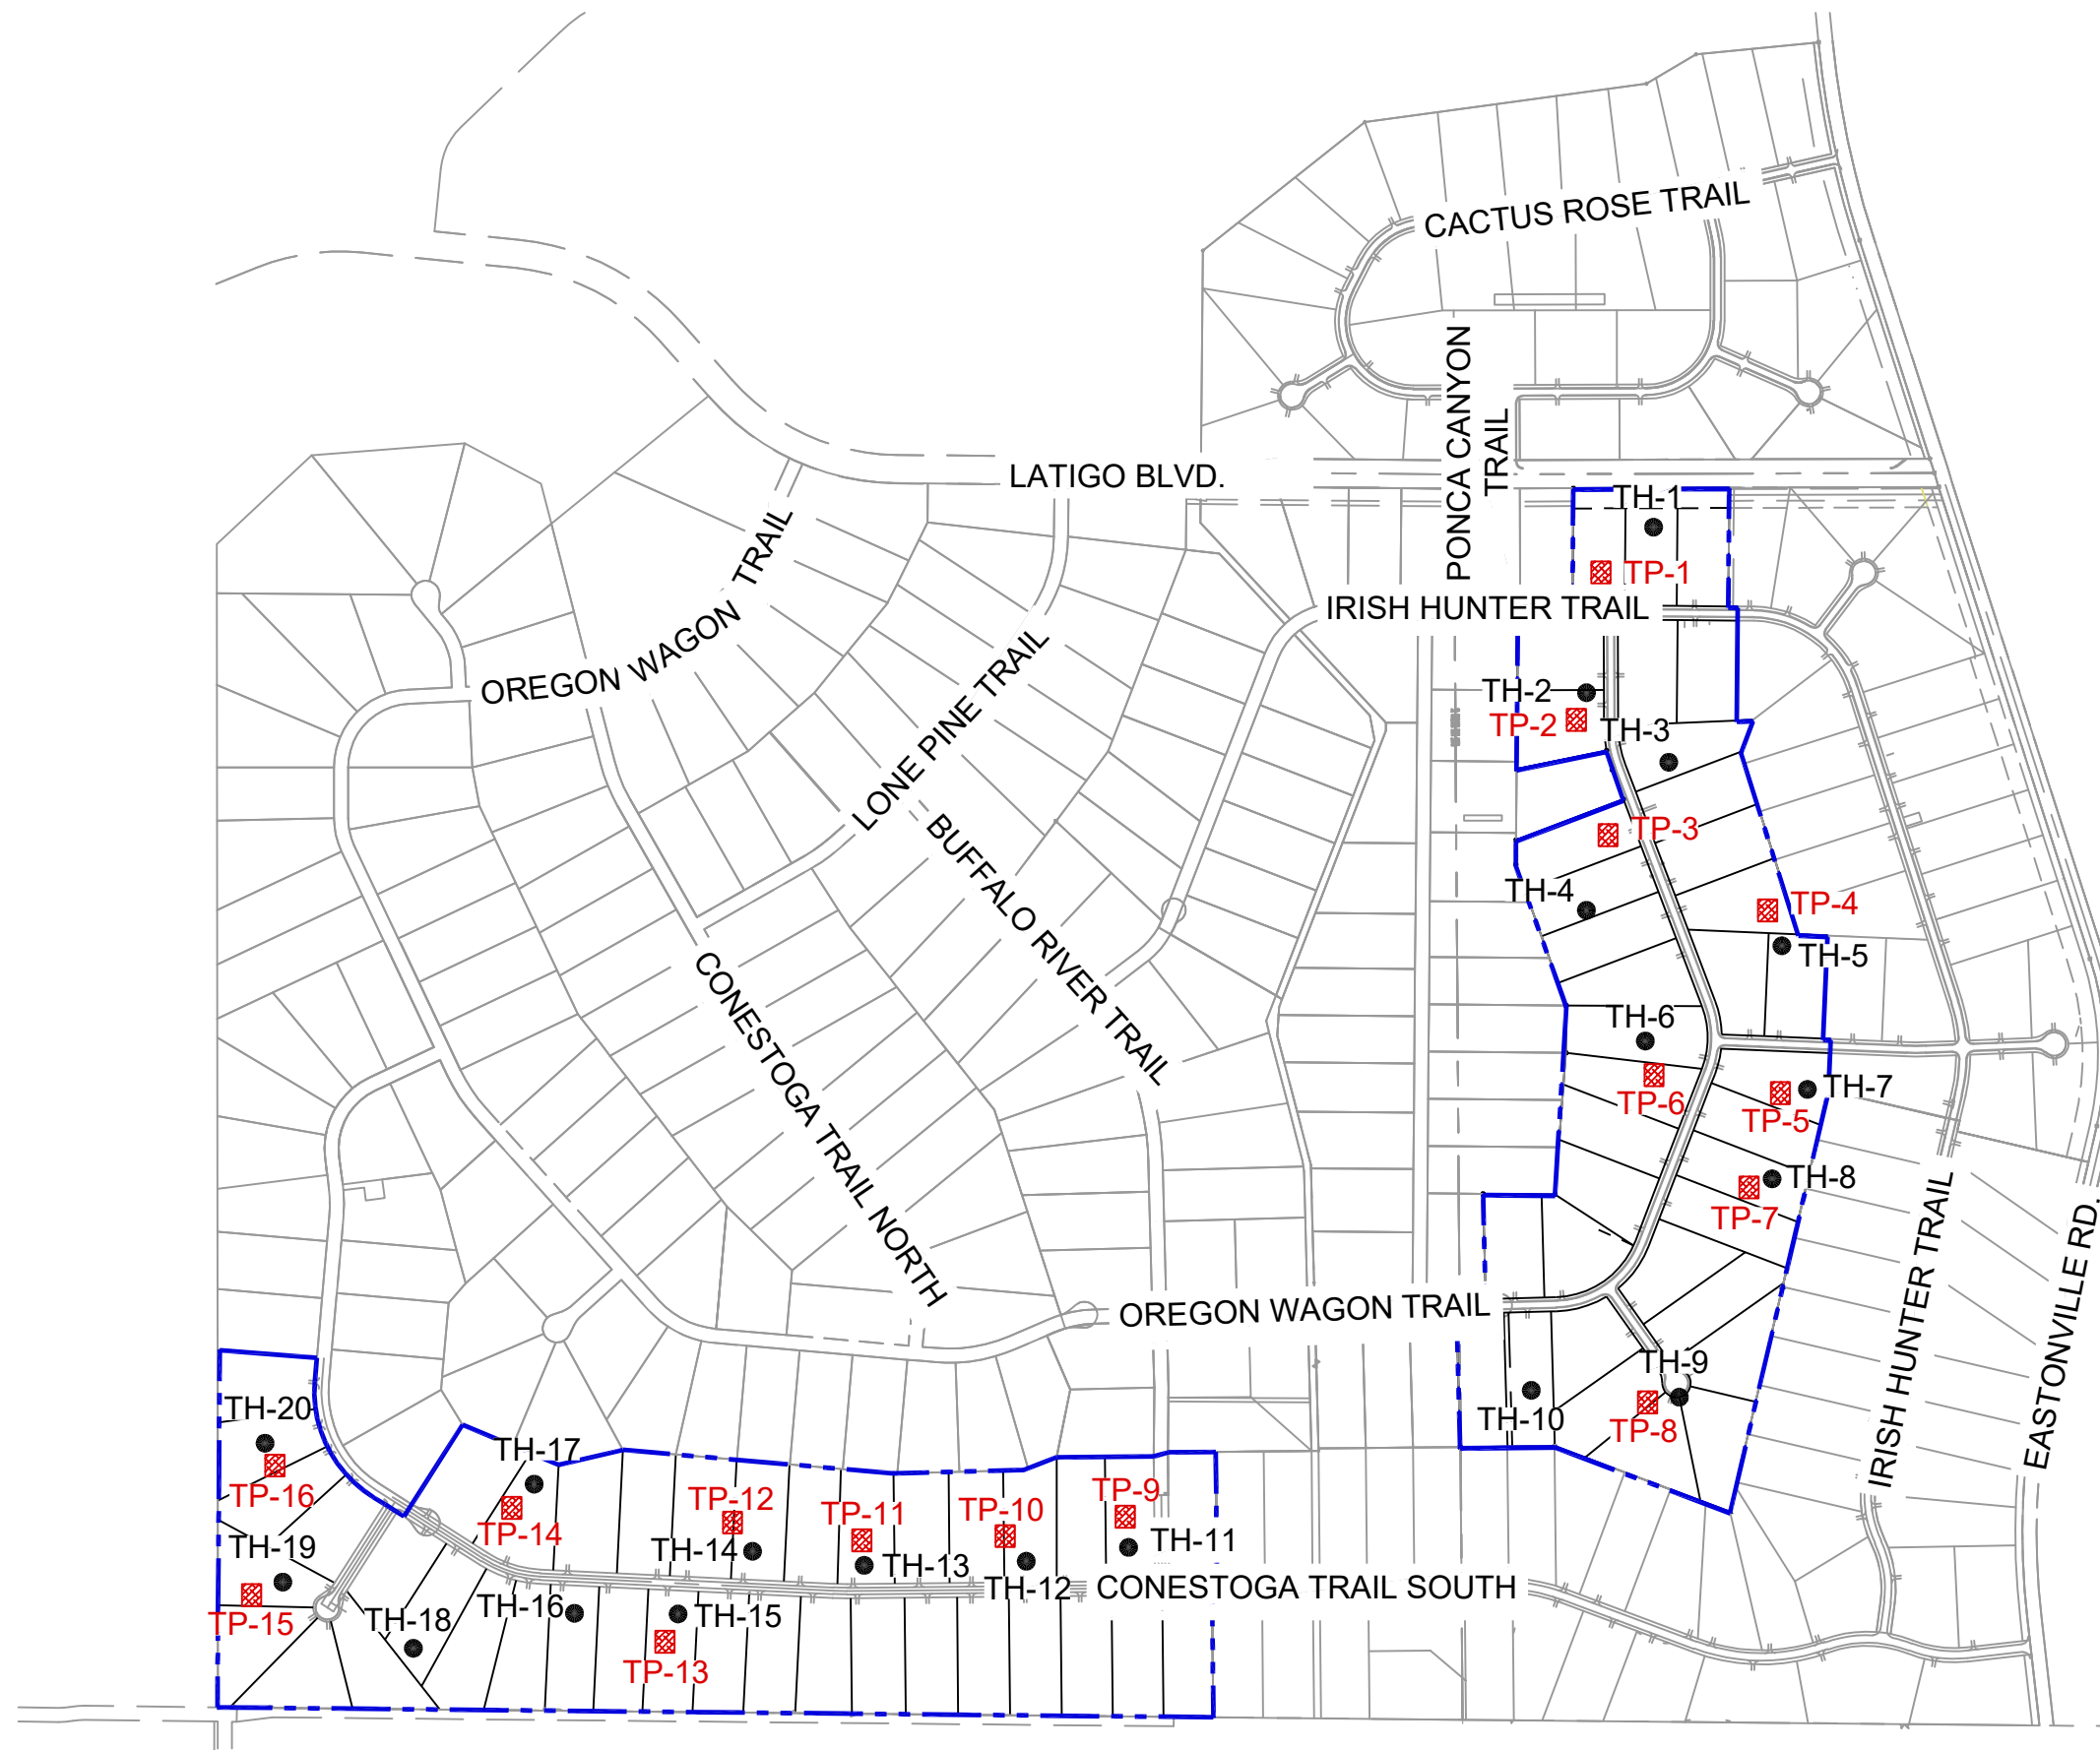 CACTUS ROSE TRAIL
PONCA CANYON
TRAIL
LATIGO BLVD.
TH-1
TP-1
OREGON WAGON TRAIL
IRISH HUNTER TRAIL
LONE PINE TRAIL
TH-2
TP-2
TH-3
TP-3
BUFFALO RIVER TRAIL
TH-4
TP-4
TH-5
CONESTOGA TRAIL NORTH
TH-6
TP-6
TH-7
TP-5
TH-8
TP-7
IRISH HUNTER TRAIL
EASTONVILLE RD.
OREGON WAGON TRAIL
TH-9
TH-10
TP-8
TH-20
TP-16
TH-17
TP-14
TP-12
TP-11
TP-10
TP-9
TH-19
TH-14
TH-13
TH-11
TH-12
CONESTOGA TRAIL SOUTH
TP-15
TH-18
TH-16
TH-15
TP-13